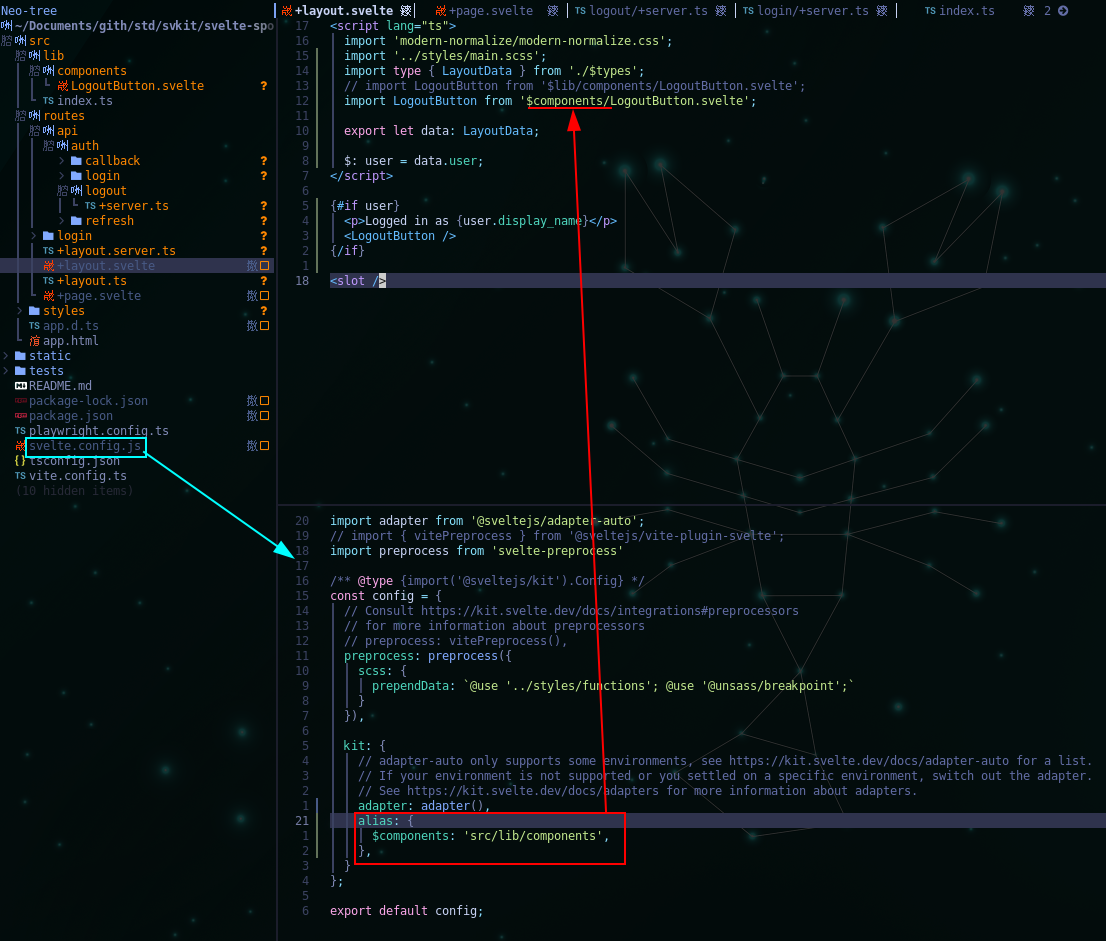 Neo-tree
~/Documents/gith/std/svkit/svelte-spo
src
lib
components
LogoutButton.svelte ?
TS index.ts
routes
api
auth
callback ?
login ?
logout
TS +server.ts ?
refresh ?
login ?
TS +layout.server.ts ?
+layout.svelte
TS +layout.ts ?
+page.svelte
styles ?
TS app.d.ts
app.html
static
tests
README.md
package-lock.json
package.json
TS playwright.config.ts
svelte.config.js
{} tsconfig.json
TS vite.config.ts
(10 hidden items)
+layout.svelte +page.svelte TS logout/+server.ts TS login/+server.ts TS index.ts 2
17 <script lang="ts">
16 import 'modern-normalize/modern-normalize.css';
15 import '../styles/main.scss';
14 import type { LayoutData } from './$types';
13 // import LogoutButton from '$lib/components/LogoutButton.svelte';
12 import LogoutButton from '$components/LogoutButton.svelte';
11
10 export let data: LayoutData;
9
8 $: user = data.user;
7 </script>
6
5 {#if user}
4 <p>Logged in as {user.display_name}</p>
3 <LogoutButton />
2 {/if}
1
18 <slot />
20 import adapter from '@sveltejs/adapter-auto';
19 // import { vitePreprocess } from '@sveltejs/vite-plugin-svelte';
18 import preprocess from 'svelte-preprocess'
17
16 /** @type {import('@sveltejs/kit').Config} */
15 const config = {
14 // Consult https://kit.svelte.dev/docs/integrations#preprocessors
13 // for more information about preprocessors
12 // preprocess: vitePreprocess(),
11 preprocess: preprocess({
10 scss: {
9 prependData: `@use '../styles/functions'; @use '@unsass/breakpoint';`
8 }
7 }),
6
5 kit: {
4 // adapter-auto only supports some environments, see https://kit.svelte.dev/docs/adapter-auto for a list.
3 // If your environment is not supported or you settled on a specific environment, switch out the adapter.
2 // See https://kit.svelte.dev/docs/adapters for more information about adapters.
1 adapter: adapter(),
21 alias: {
1 $components: 'src/lib/components',
2 },
3 }
4 };
5
6 export default config;